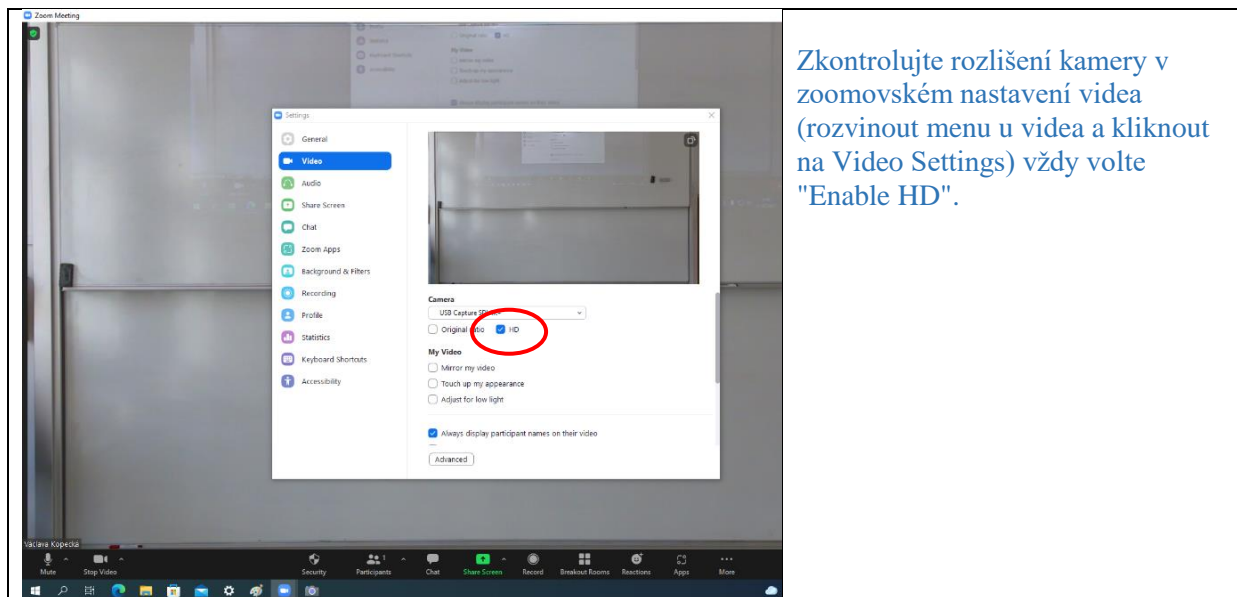 Zoom Meeting
Settings
General
Video
Audio
Share Screen
Chat
Zoom Apps
Background & Filters
Recording
Profile
Statistics
Keyboard Shortcuts
Accessibility
Camera
USB Capture
Original ratio HD
My Video
Mirror my video
Touch up my appearance
Adjust for low light
Always display participant names on their video
Advanced
Václava Kopecká
Mute Stop Video Security Participants 1 Chat Share Screen Record Breakout Rooms Reactions Apps More
Zkontrolujte rozlišení kamery v
zoomovském nastavení videa
(rozvinout menu u videa a kliknout
na Video Settings) vždy volte
"Enable HD".